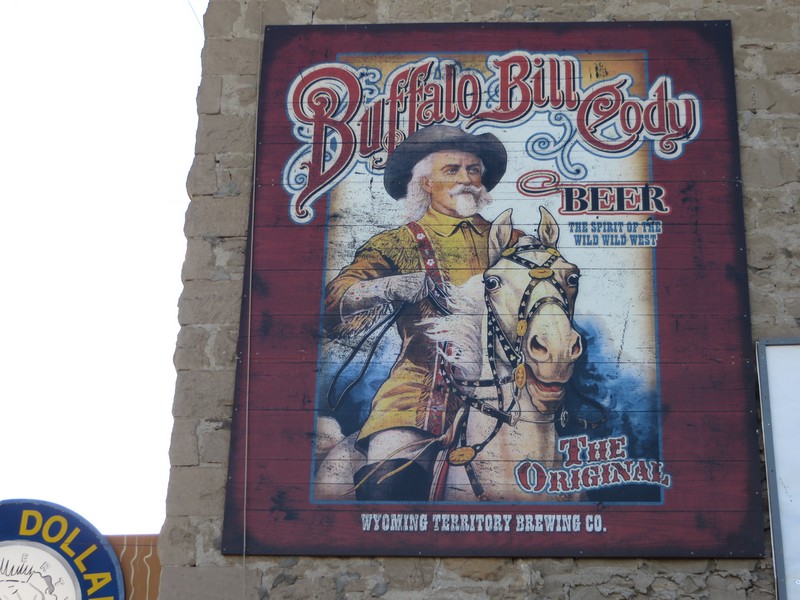 Buffalo Bill Cody
BEER
THE SPIRIT OF THE
WILD WILD WEST
THE
ORIGINAL
WYOMING TERRITORY BREWING CO.
DOLLA